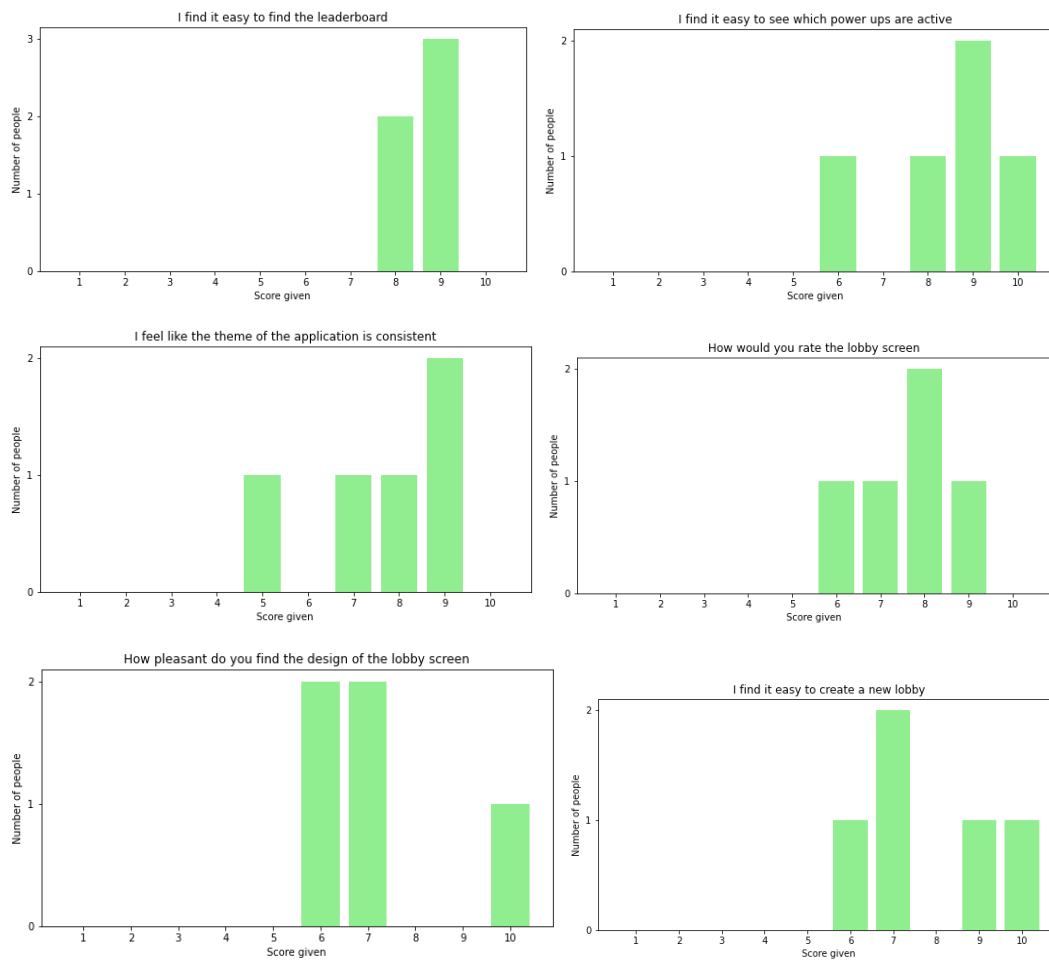 I find it easy to find the leaderboard
Number of people
3
2
1
0
1 2 3 4 5 6 7 8 9 10
Score given
I find it easy to see which power ups are active
Number of people
2
1
0
1 2 3 4 5 6 7 8 9 10
Score given
I feel like the theme of the application is consistent
Number of people
2
1
0
1 2 3 4 5 6 7 8 9 10
Score given
How would you rate the lobby screen
Number of people
2
1
0
1 2 3 4 5 6 7 8 9 10
Score given
How pleasant do you find the design of the lobby screen
Number of people
2
1
0
1 2 3 4 5 6 7 8 9 10
Score given
I find it easy to create a new lobby
Number of people
2
1
0
1 2 3 4 5 6 7 8 9 10
Score given